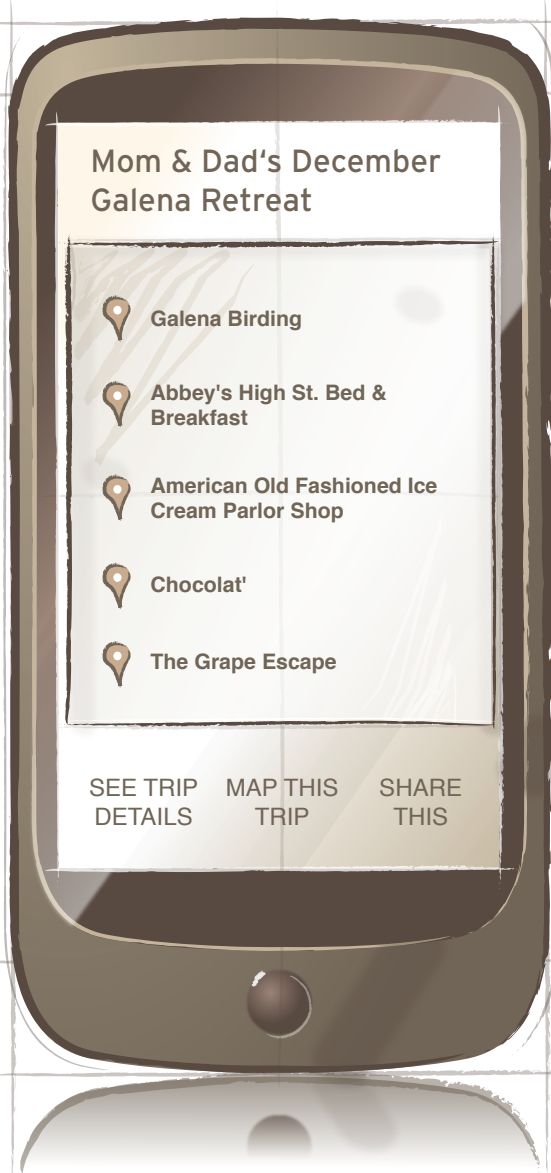 Mom & Dad‘s December
Galena Retreat
Galena Birding
Abbey's High St. Bed &
Breakfast
American Old Fashioned Ice
Cream Parlor Shop
Chocolat'
The Grape Escape
SEE TRIP
DETAILS
MAP THIS
TRIP
SHARE
THIS